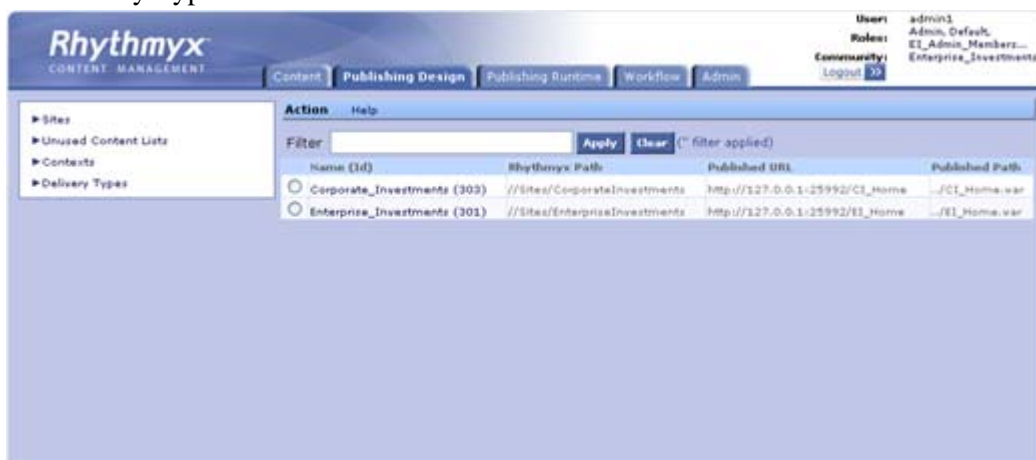 Rhythmyx
CONTENT MANAGEMENT
User: admin1
Roles: Admin, Default, EI_Admin_Members...
Community: Enterprise_Investments
Logout >>
Content Publishing Design Publishing Runtime Workflow Admin
▶Sites
▶Unused Content Lists
▶Contexts
▶Delivery Types
Action Help
Filter Apply Clear (" filter applied)
Name (Id) Rhythmyx Path Published URL Published Path
Corporate_Investments (303) //Sites/CorporateInvestments http://127.0.0.1:25992/CI_Home ../CI_Home.war
Enterprise_Investments (301) //Sites/EnterpriseInvestments http://127.0.0.1:25992/EI_Home ../EI_Home.war